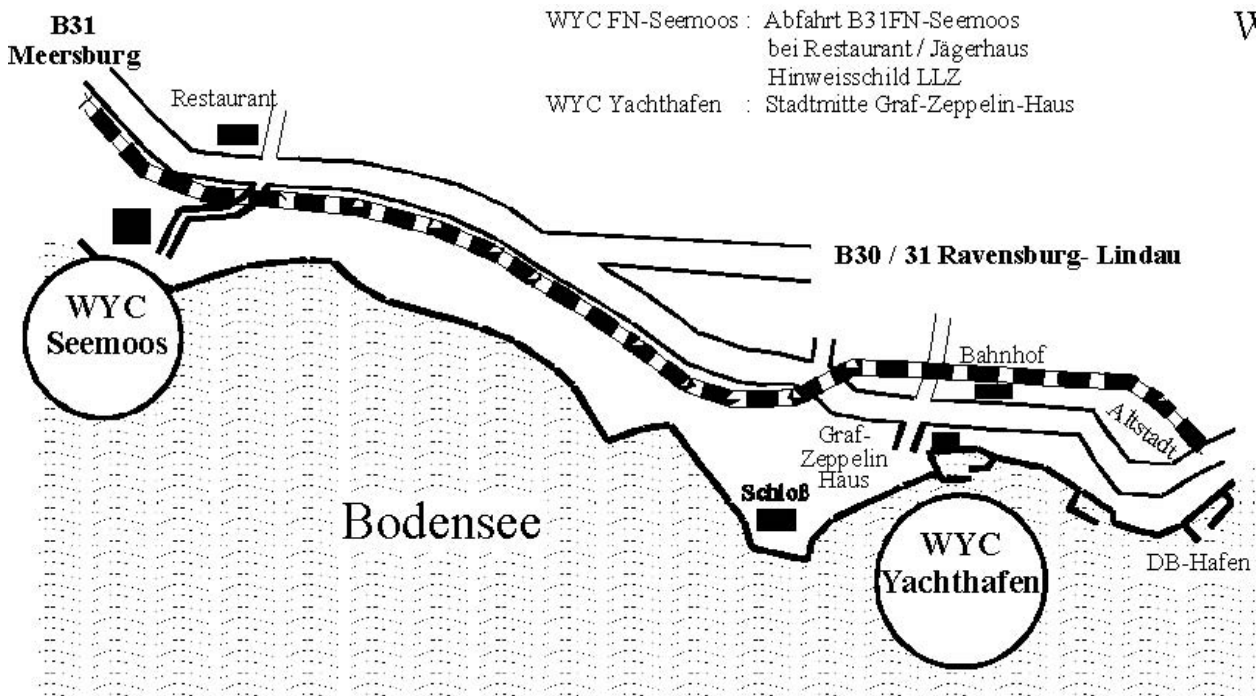 B31
Meersburg
WYC FN-Seemoos : Abfahrt B31FN-Seemoos
bei Restaurant / Jägerhaus
Hinweisschild LLZ
WYC Yachthafen : Stadtmitte Graf-Zeppelin-Haus
W
Restaurant
B30 / 31 Ravensburg- Lindau
WYC
Seemoos
Bahnhof
Altstadt
Graf-
Zeppelin
Haus
Schloß
Bodensee
WYC
Yachthafen
DB-Hafen